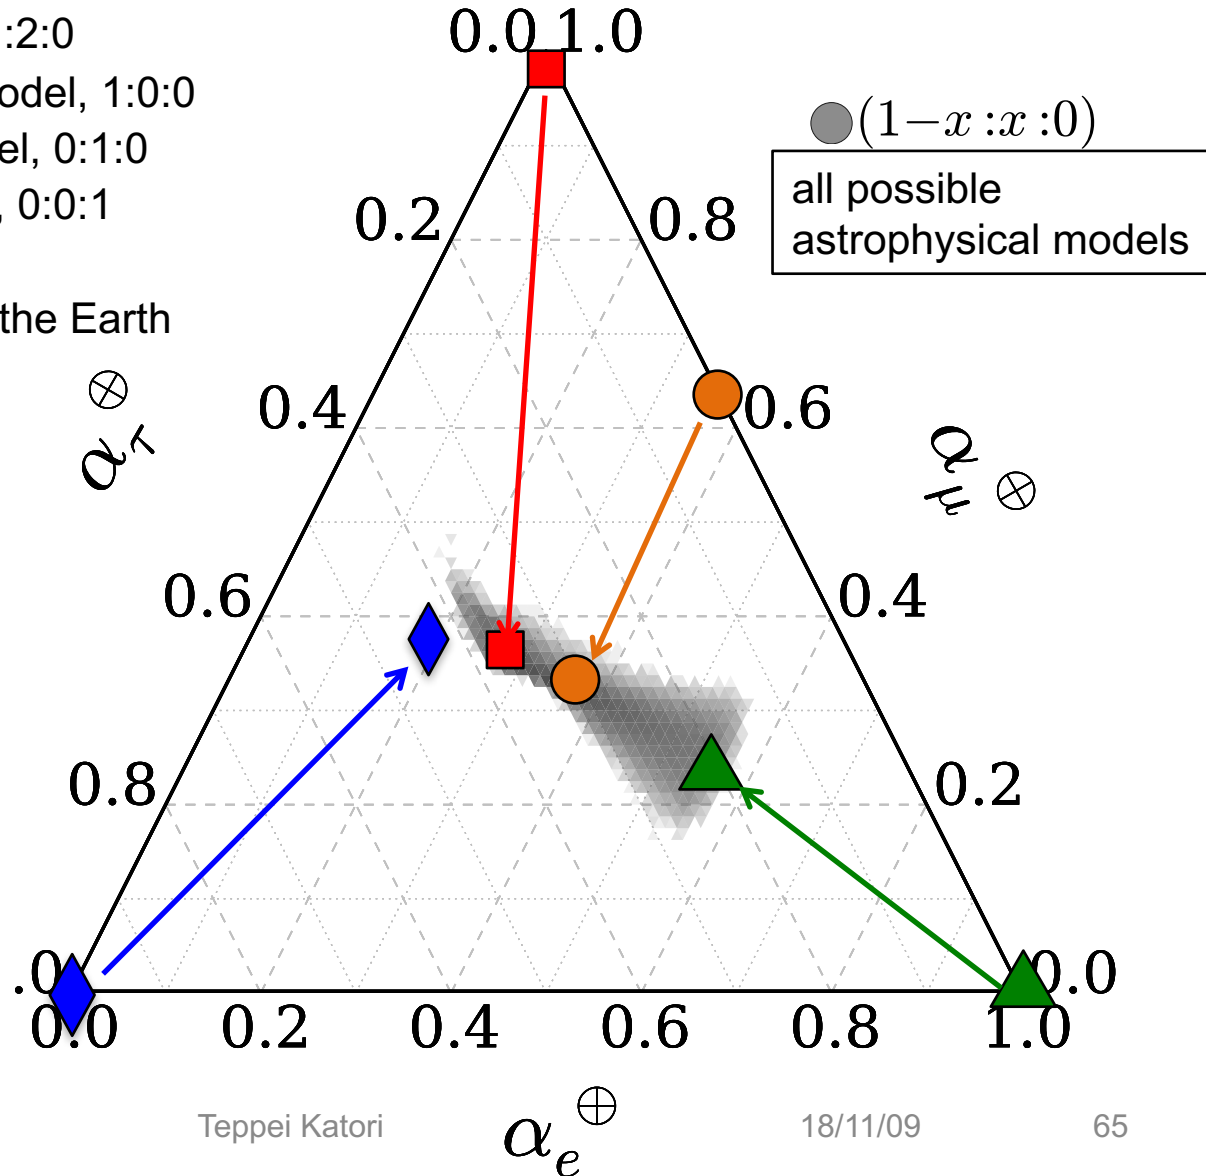 :2:0
odel, 1:0:0
el, 0:1:0
, 0:0:1
the Earth
0.0 1.0
(1−x :x :0)
all possible
astrophysical models
0.2
0.8
0.4
0.6
α_τ^⊕
α_μ^⊕
0.6
0.4
0.8
0.2
.0
0.0
0.0 0.2 0.4 0.6 0.8 1.0
α_e^⊕
Teppei Katori 18/11/09 65